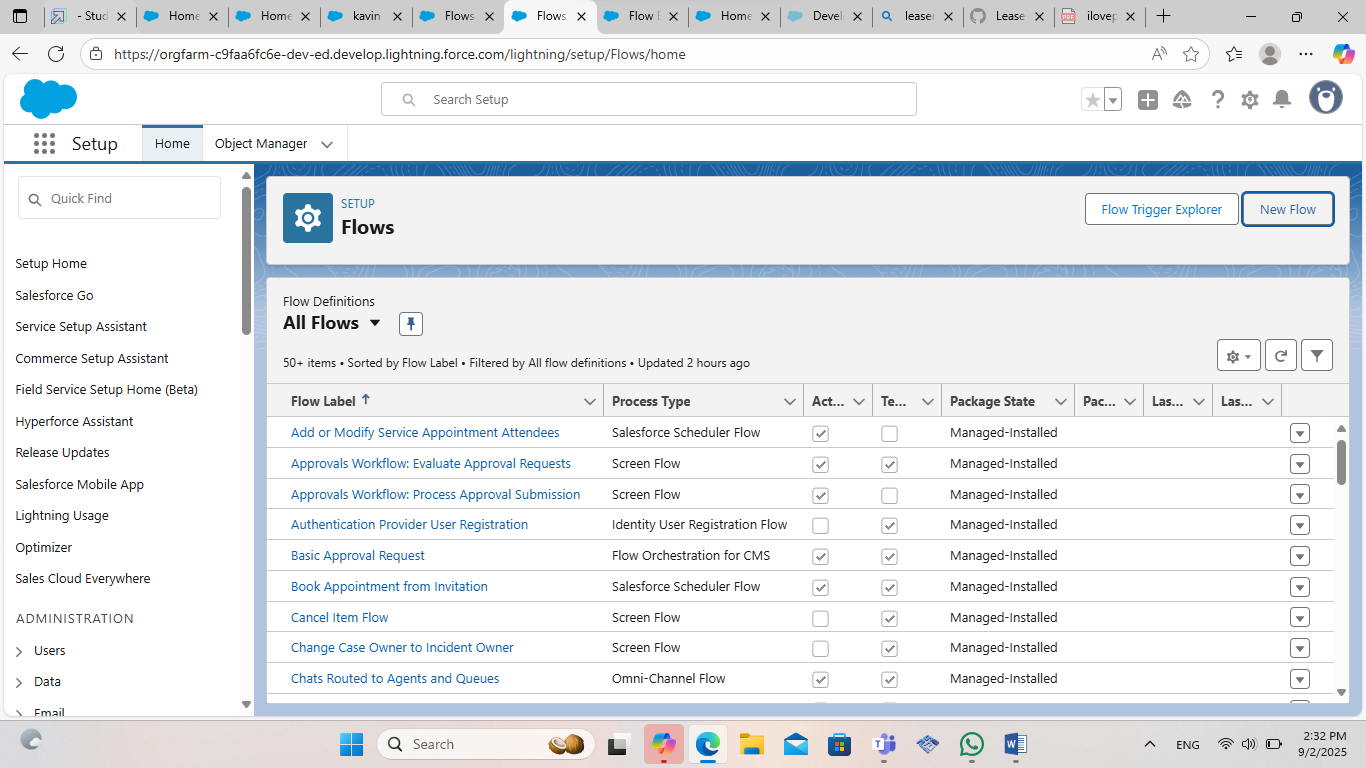 - Stud
Home
Home
kavin
Flows
Flows
Flow E
Home
Develo
leaser
Lease
ilovep
https://orgfarm-c9faa6fc6e-dev-ed.develop.lightning.force.com/lightning/setup/Flows/home
Search Setup
Setup
Home
Object Manager
Quick Find
Setup Home
Salesforce Go
Service Setup Assistant
Commerce Setup Assistant
Field Service Setup Home (Beta)
Hyperforce Assistant
Release Updates
Salesforce Mobile App
Lightning Usage
Optimizer
Sales Cloud Everywhere
ADMINISTRATION
Users
Data
Email
SETUP
Flows
Flow Trigger Explorer
New Flow
Flow Definitions
All Flows
50+ items • Sorted by Flow Label • Filtered by All flow definitions • Updated 2 hours ago
Flow Label Process Type Act... Te... Package State Pac... Las... Las...
Add or Modify Service Appointment Attendees Salesforce Scheduler Flow Managed-Installed
Approvals Workflow: Evaluate Approval Requests Screen Flow Managed-Installed
Approvals Workflow: Process Approval Submission Screen Flow Managed-Installed
Authentication Provider User Registration Identity User Registration Flow Managed-Installed
Basic Approval Request Flow Orchestration for CMS Managed-Installed
Book Appointment from Invitation Salesforce Scheduler Flow Managed-Installed
Cancel Item Flow Screen Flow Managed-Installed
Change Case Owner to Incident Owner Screen Flow Managed-Installed
Chats Routed to Agents and Queues Omni-Channel Flow Managed-Installed
Search
ENG
2:32 PM
9/2/2025